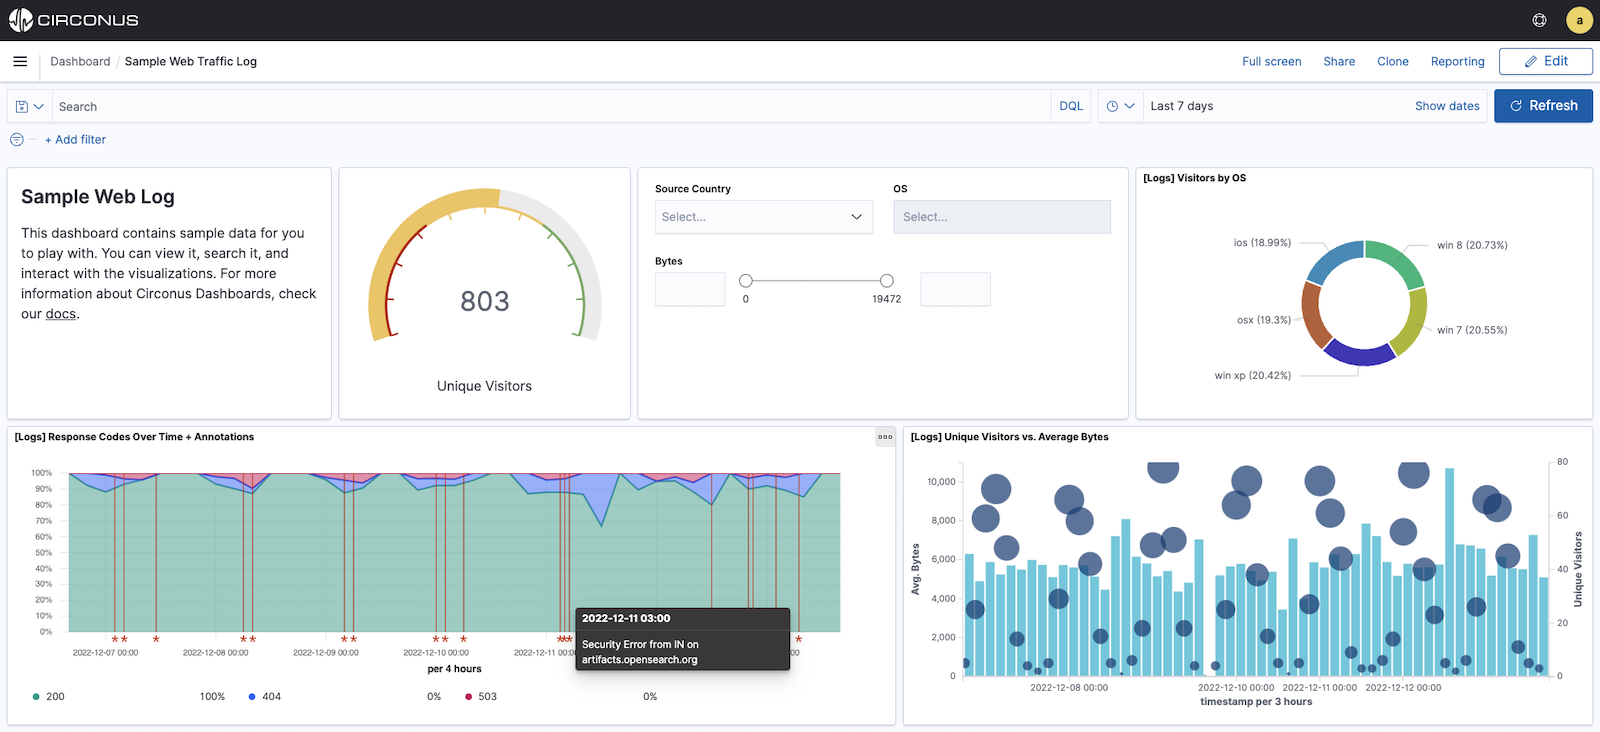 CIRCONUS
a
Dashboard / Sample Web Traffic Log
Full screen
Share
Clone
Reporting
Edit
Search
DQL
Last 7 days
Show dates
Refresh
+ Add filter
Sample Web Log
This dashboard contains sample data for you
to play with. You can view it, search it, and
interact with the visualizations. For more
information about Circonus Dashboards, check
our docs.
803
Unique Visitors
Source Country
Select...
OS
Select...
Bytes
0
19472
[Logs] Visitors by OS
ios (18.99%)
win 8 (20.73%)
osx (19.3%)
win 7 (20.55%)
win xp (20.42%)
[Logs] Response Codes Over Time + Annotations
100%
90%
80%
70%
60%
50%
40%
30%
20%
10%
0%
2022-12-07 00:00
2022-12-08 00:00
2022-12-09 00:00
2022-12-10 00:00
2022-12-11 00:00
per 4 hours
2022-12-11 03:00
Security Error from IN on
artifacts.opensearch.org
200 100%
404 0%
503 0%
[Logs] Unique Visitors vs. Average Bytes
Avg. Bytes
10,000
8,000
6,000
4,000
2,000
0
80
60
40
20
0
Unique Visitors
2022-12-08 00:00
2022-12-10 00:00
2022-12-11 00:00
2022-12-12 00:00
timestamp per 3 hours